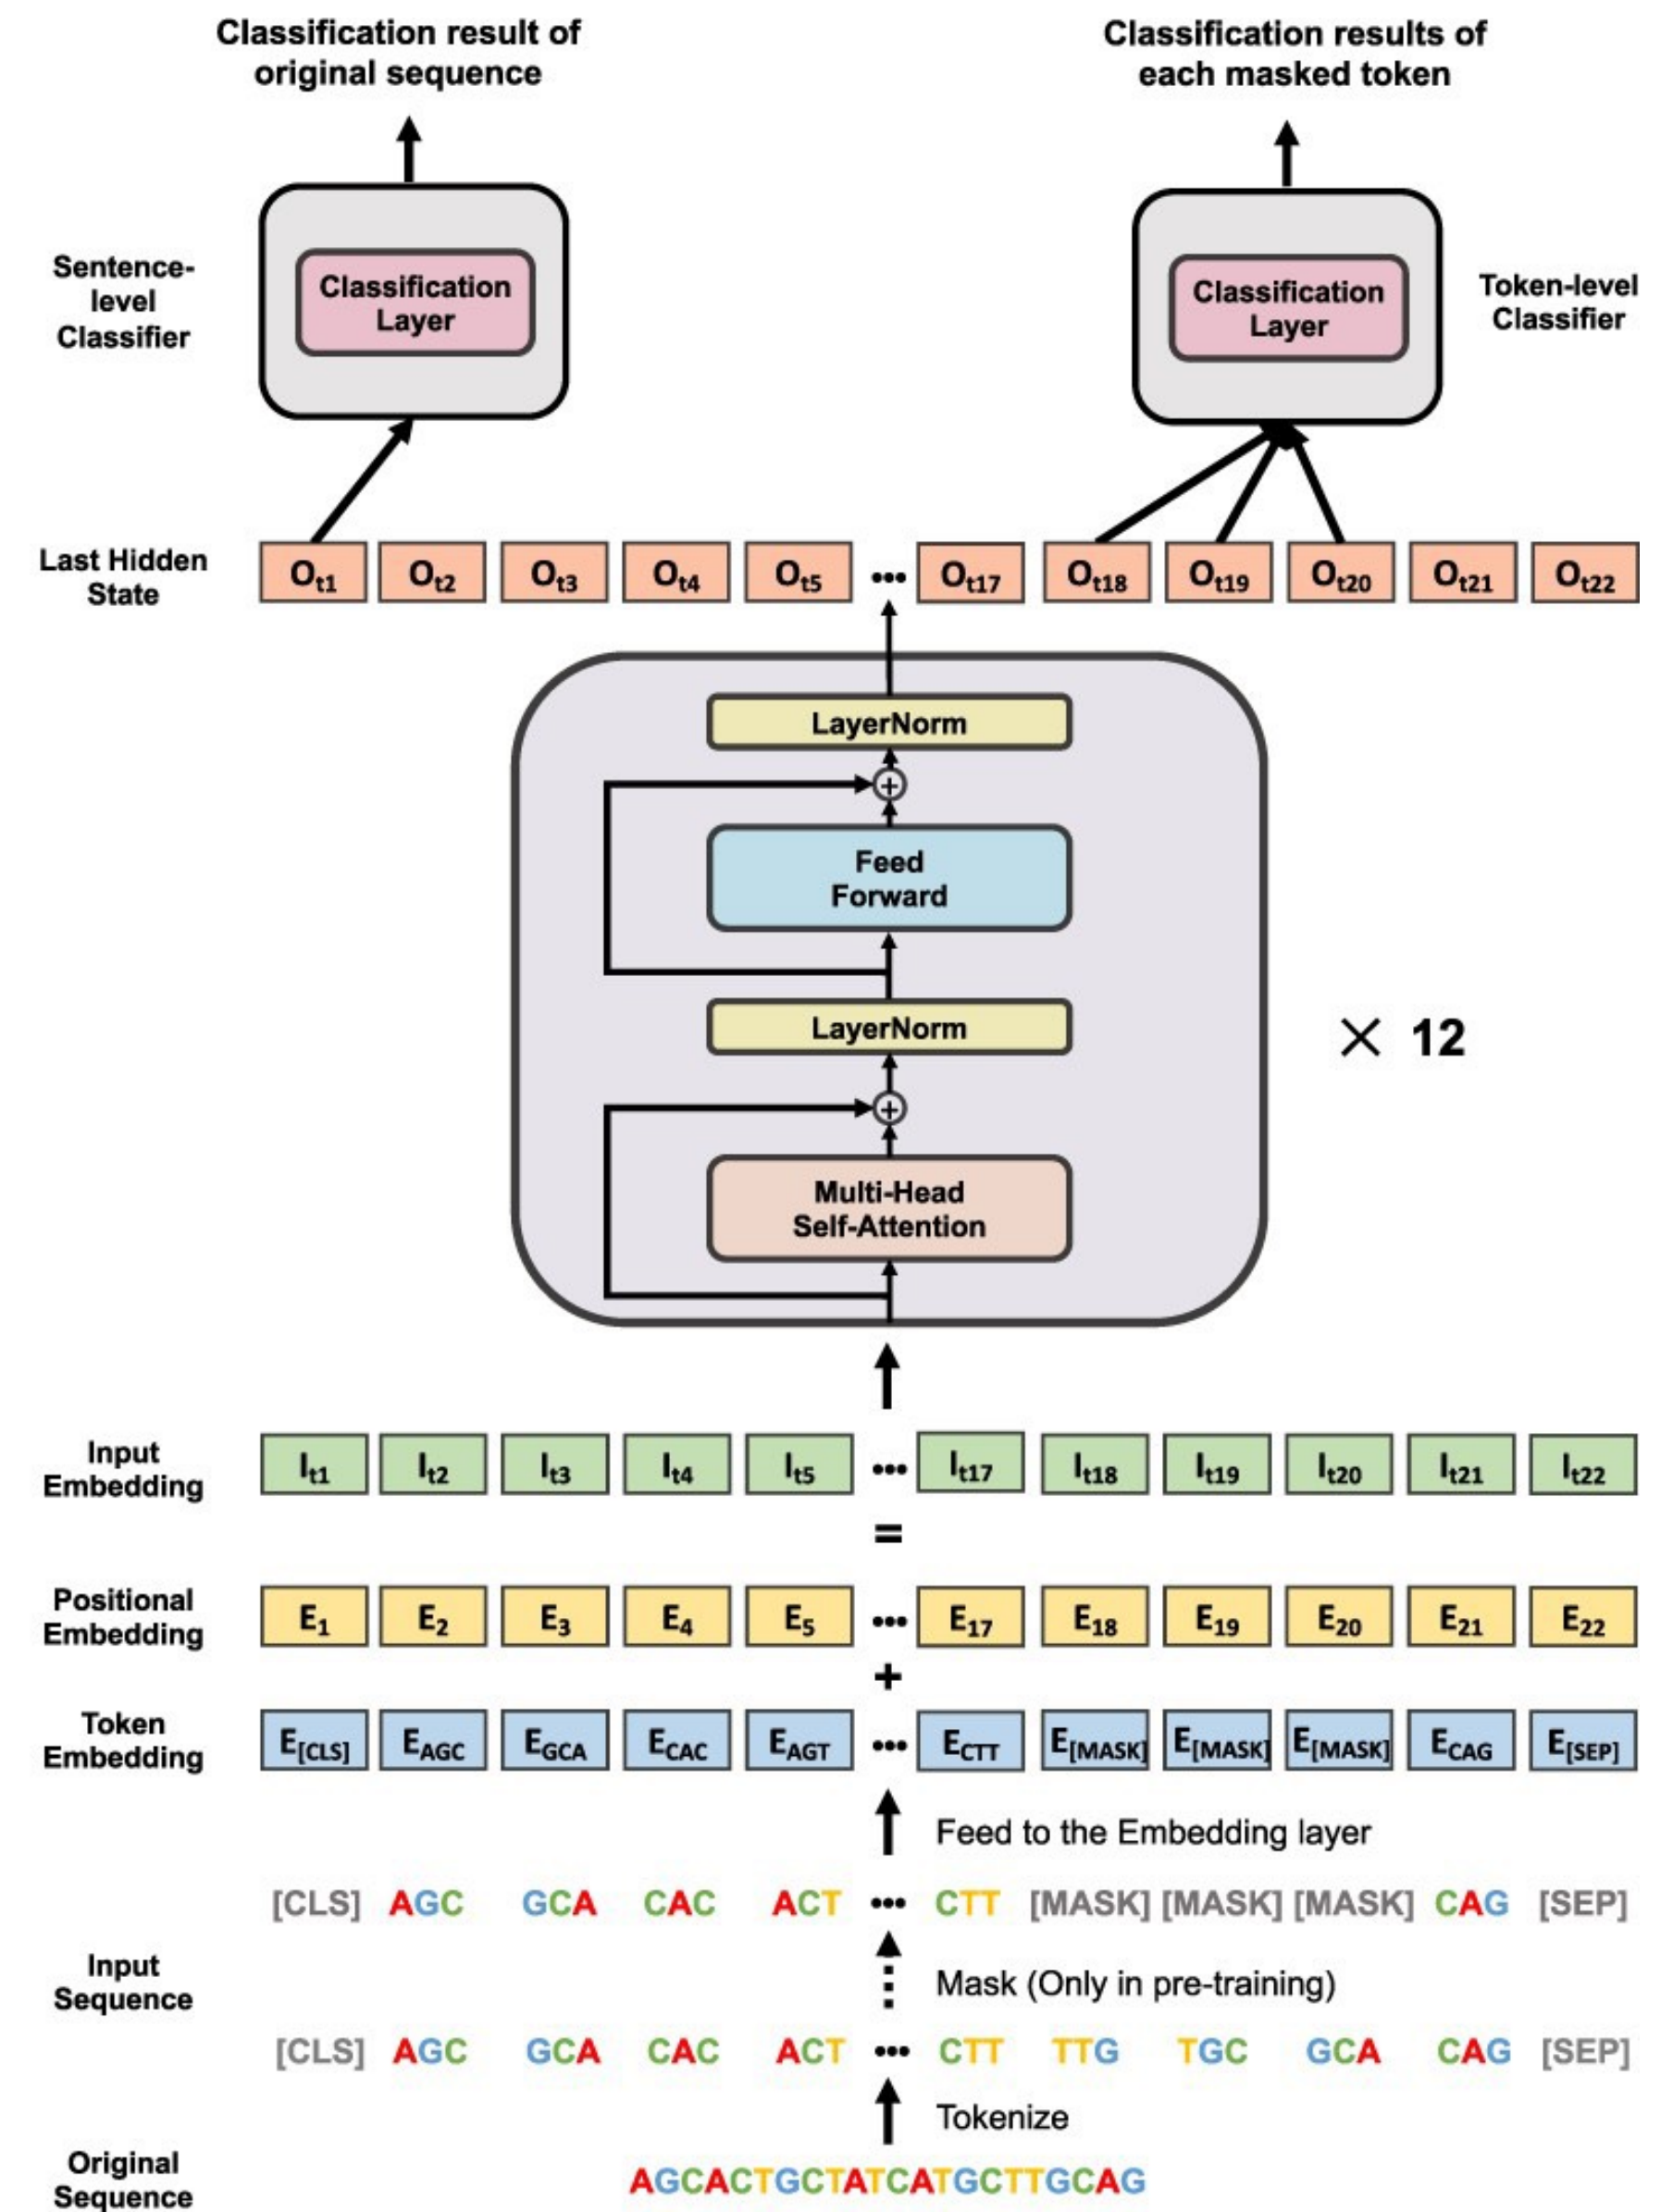 Classification result of
original sequence
Classification results of
each masked token
Sentence-
level
Classifier
Classification
Layer
Classification
Layer
Token-level
Classifier
Last Hidden
State
Ot1 Ot2 Ot3 Ot4 Ot5 ••• Ot17 Ot18 Ot19 Ot20 Ot21 Ot22
LayerNorm
+
Feed
Forward
LayerNorm
× 12
+
Multi-Head
Self-Attention
Input
Embedding
It1 It2 It3 It4 It5 ••• It17 It18 It19 It20 It21 It22
=
Positional
Embedding
E1 E2 E3 E4 E5 ••• E17 E18 E19 E20 E21 E22
+
Token
Embedding
E[CLS] EAGC EGCA ECAC EAGT ••• ECTT E[MASK] E[MASK] E[MASK] ECAG E[SEP]
Feed to the Embedding layer
[CLS] AGC GCA CAC ACT ••• CTT [MASK] [MASK] [MASK] CAG [SEP]
Input
Sequence
Mask (Only in pre-training)
[CLS] AGC GCA CAC ACT ••• CTT TTG TGC GCA CAG [SEP]
Tokenize
Original
Sequence
AGCACTGCTATCATGCTTGCAG